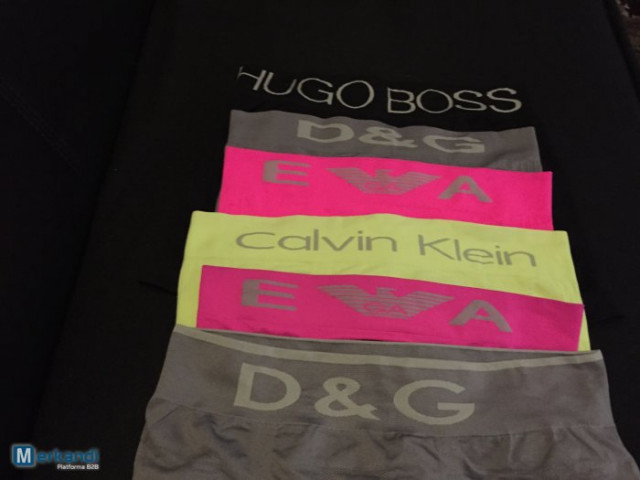 HUGO BOSS
D&G
E A
Calvin Klein
E A
D&G
Merkandi
Platforma B2B